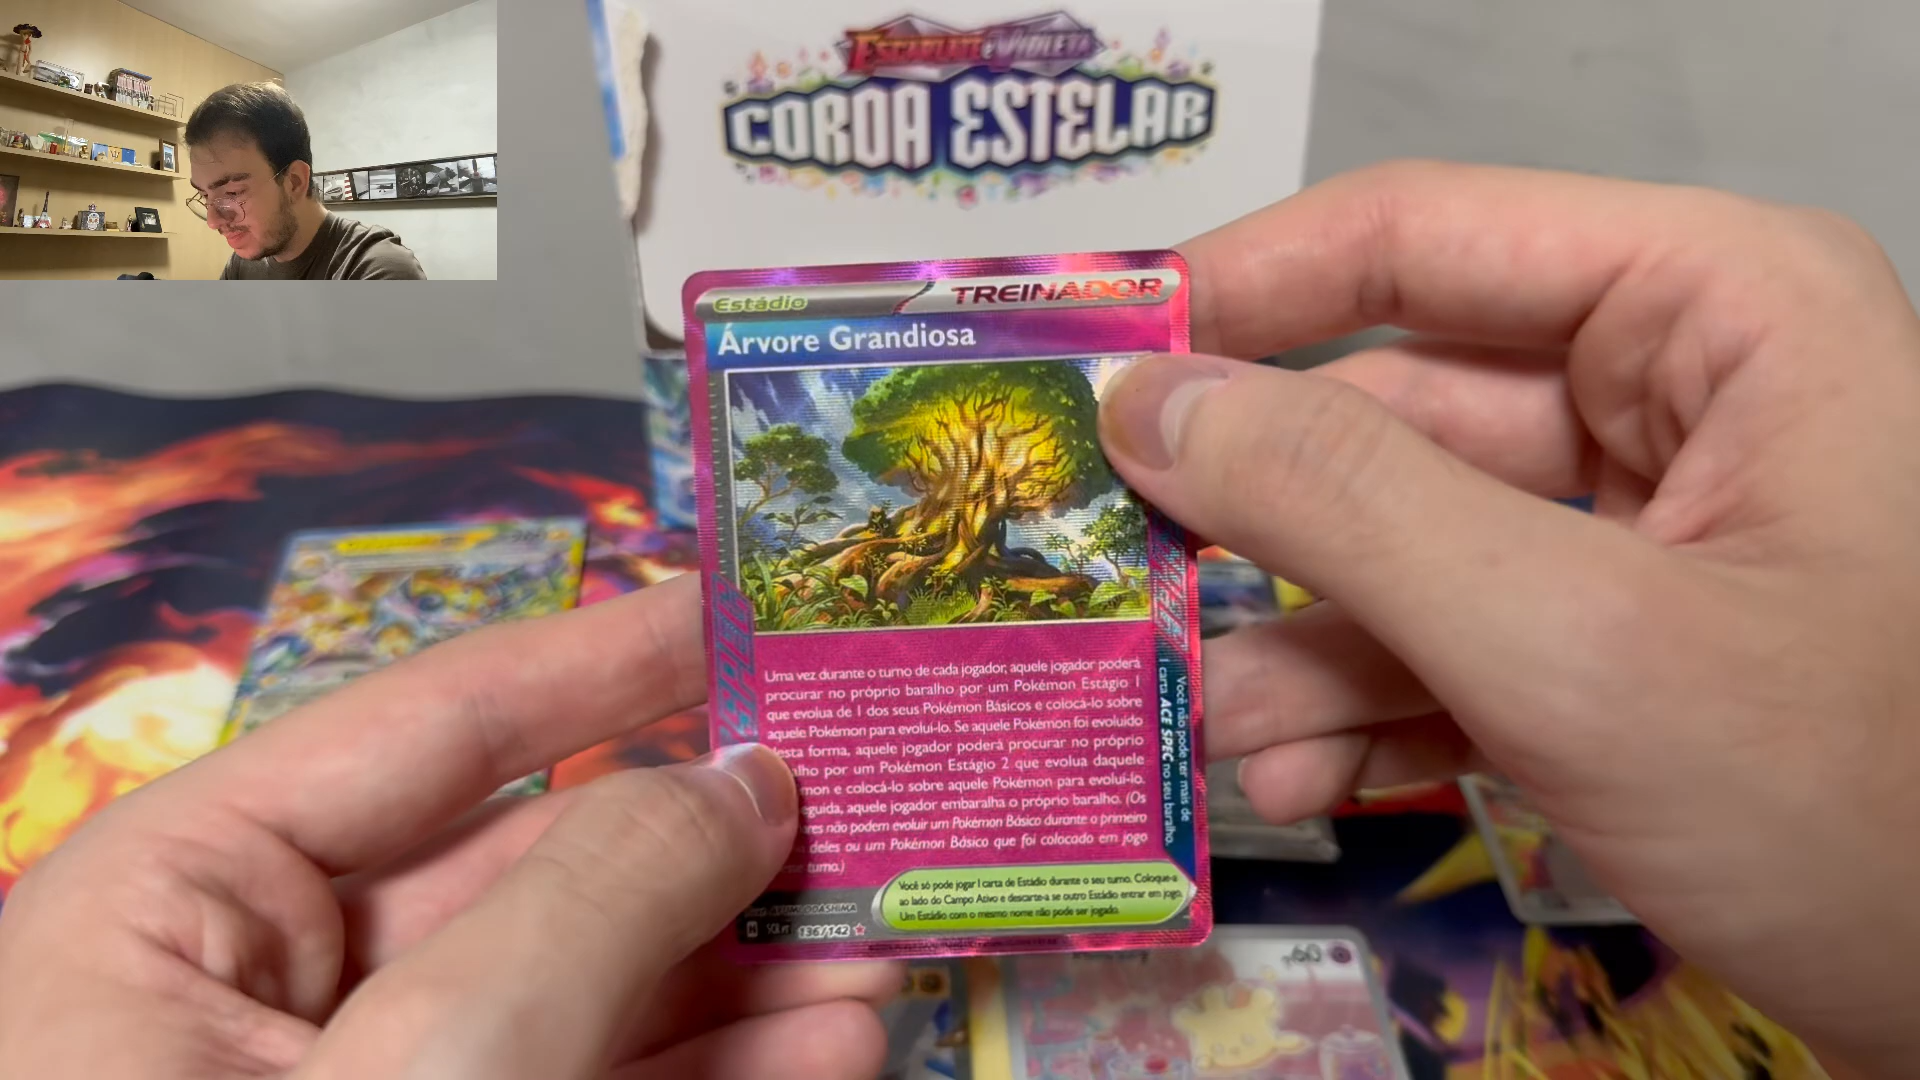 ESCARLATE e VIOLETA
COROA ESTELAR
Estádio
TREINADOR
Árvore Grandiosa
Uma vez durante o turno de cada jogador, aquele jogador poderá
procurar no próprio baralho por um Pokémon Estágio 1
que evolua de 1 dos seus Pokémon Básicos e colocá-lo sobre
aquele Pokémon para evoluí-lo. Se aquele Pokémon foi evoluído
desta forma, aquele jogador poderá procurar no próprio
lho por um Pokémon Estágio 2 que evolua daquele
mon e colocá-lo sobre aquele Pokémon para evoluí-lo.
eguida, aquele jogador embaralha o próprio baralho. (Os
ores não podem evoluir um Pokémon Básico durante o primeiro
deles ou um Pokémon Básico que foi colocado em jogo
turno.)
Você não pode ter mais de
1 carta ACE SPEC no seu baralho.
Você só pode jogar 1 carta de Estádio durante o seu turno. Coloque-a
ao lado do Campo Ativo e descarte-a se outro Estádio entrar em jogo.
Um Estádio com o mesmo nome não pode ser jogado.
ODASHIMA
H SCR PT 136/142